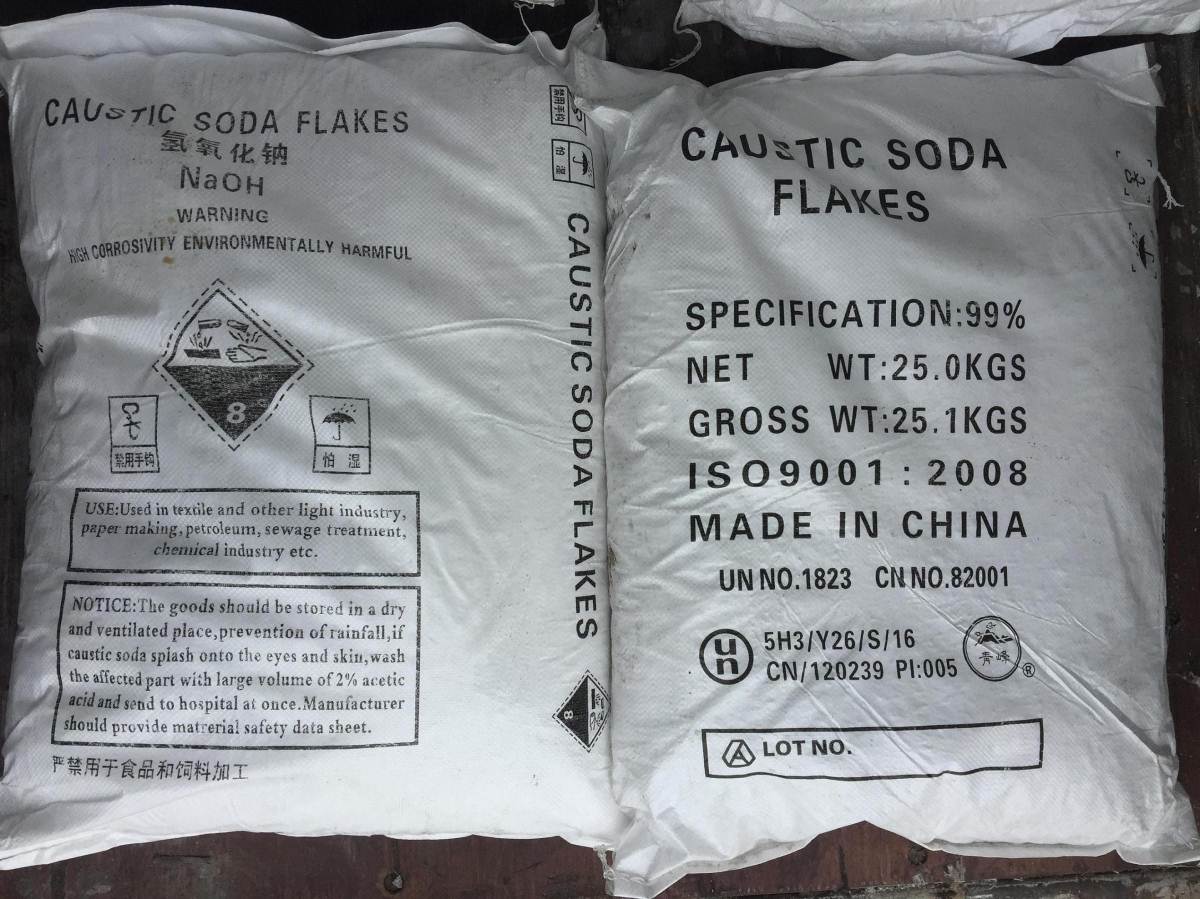 CAUSTIC SODA FLAKES
氢氧化钠
NaOH
WARNING
HIGH CORROSIVITY ENVIRONMENTALLY HARMFUL
8
禁用手钩
怕 湿
USE:Used in textile and other light industry,
paper making, petroleum, sewage treatment,
chemical industry etc.
NOTICE:The goods should be stored in a dry
and ventilated place,prevention of rainfall,if
caustic soda splash onto the eyes and skin,wash
the affected part with large volume of 2% acetic
acid and send to hospital at once.Manufacturer
should provide matrerial safety data sheet.
严禁用于食品和饲料加工
禁用手钩
怕 湿
CAUSTIC SODA FLAKES
8
CAUSTIC SODA
FLAKES
SPECIFICATION:99%
NET WT:25.0KGS
GROSS WT:25.1KGS
ISO9001:2008
MADE IN CHINA
UN NO.1823 CN NO.82001
un
5H3/Y26/S/16
CN/120239 PI:005
青峰
®
LOT NO.